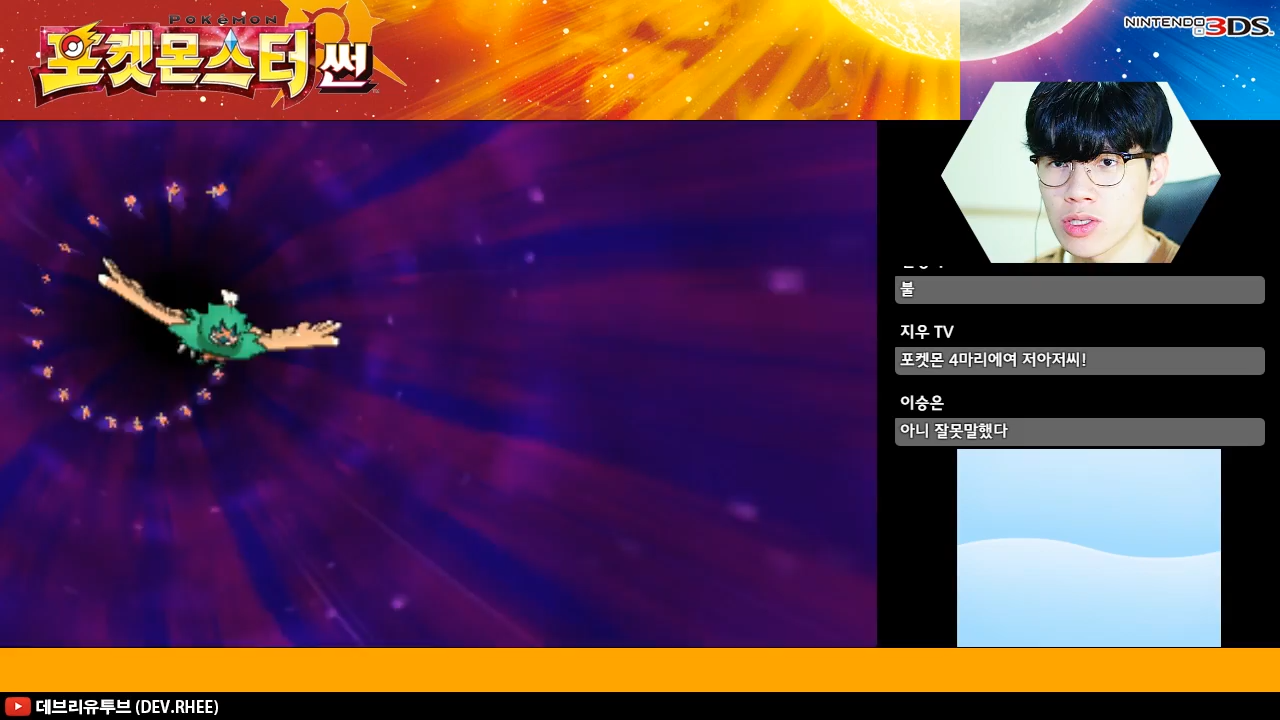 POKéMON
포켓몬스터 썬
NINTENDO 3DS
불
지우 TV
포켓몬 4마리에여 저아저씨!
이승은
아니 잘못말했다
데브리유투브 (DEV.RHEE)